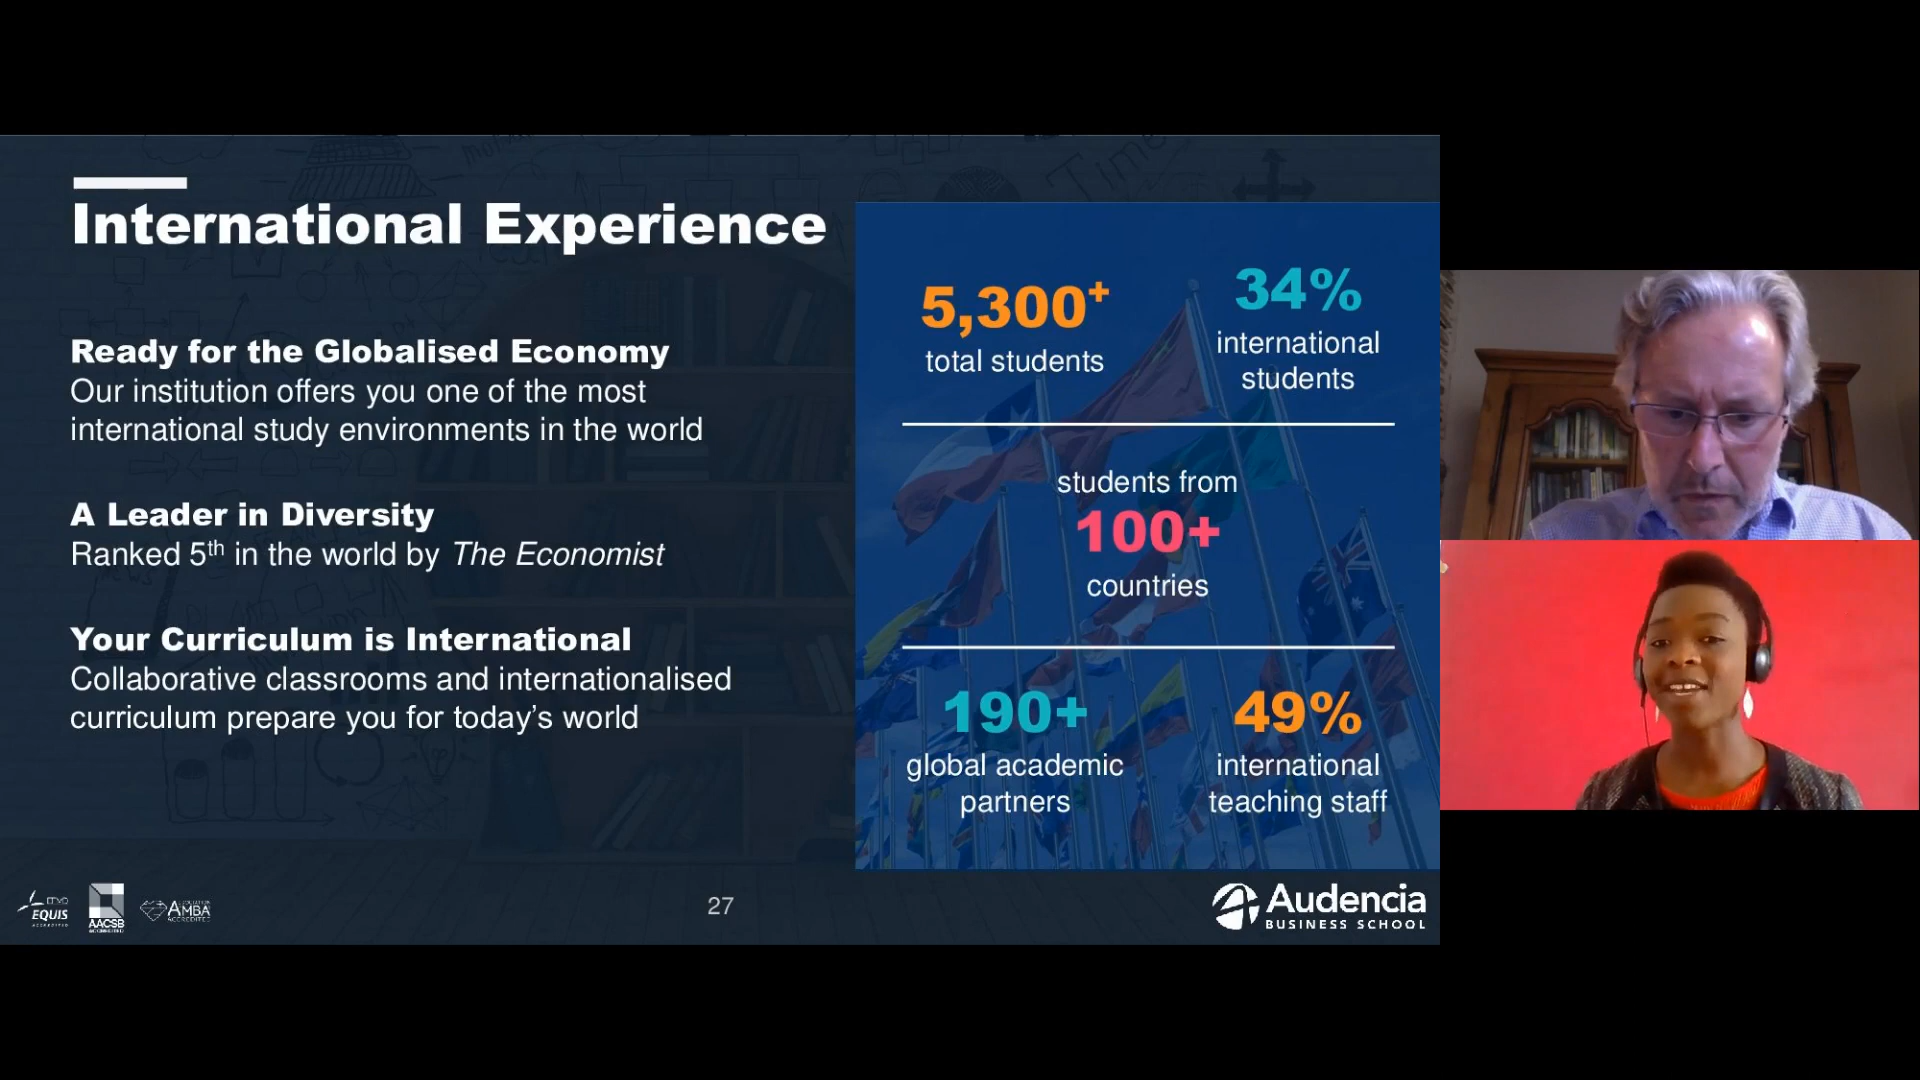 International Experience
Ready for the Globalised Economy
Our institution offers you one of the most
international study environments in the world
A Leader in Diversity
Ranked 5th in the world by The Economist
Your Curriculum is International
Collaborative classrooms and internationalised
curriculum prepare you for today's world
5,300+
total students
34%
international
students
students from
100+
countries
190+
global academic
partners
49%
international
teaching staff
EQUIS
AACSB
AMBA
27
Audencia
BUSINESS SCHOOL
Time